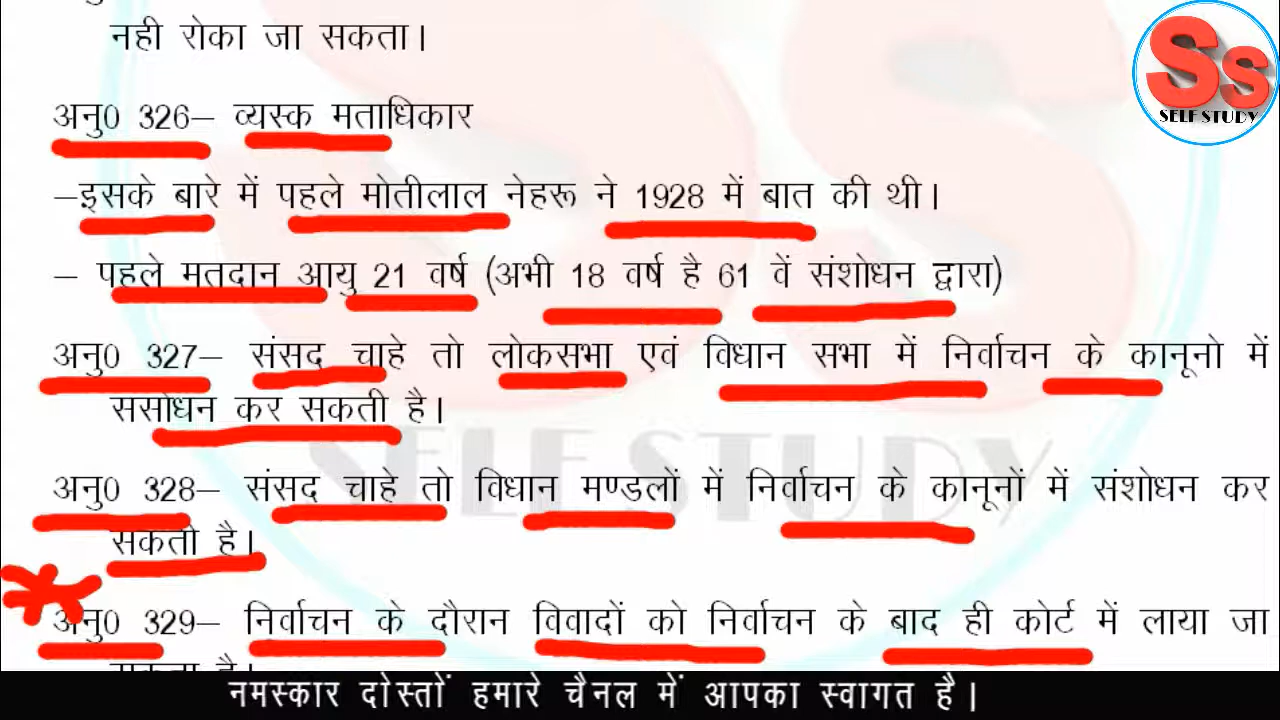 नही रोका जा सकता।
Ss
SELF STUDY
अनु0 326– व्यस्क मताधिकार
–इसके बारे में पहले मोतीलाल नेहरू ने 1928 में बात की थी।
– पहले मतदान आयु 21 वर्ष (अभी 18 वर्ष है 61 वें संशोधन द्वारा)
अनु0 327– संसद चाहे तो लोकसभा एवं विधान सभा में निर्वाचन के कानूनो में
ससोधन कर सकती है।
SELF STUDY
अनु0 328– संसद चाहे तो विधान मण्डलों में निर्वाचन के कानूनों में संशोधन कर
सकती है।
अनु0 329– निर्वाचन के दौरान विवादों को निर्वाचन के बाद ही कोर्ट में लाया जा
नमस्कार दोस्तों हमारे चैनल में आपका स्वागत है।